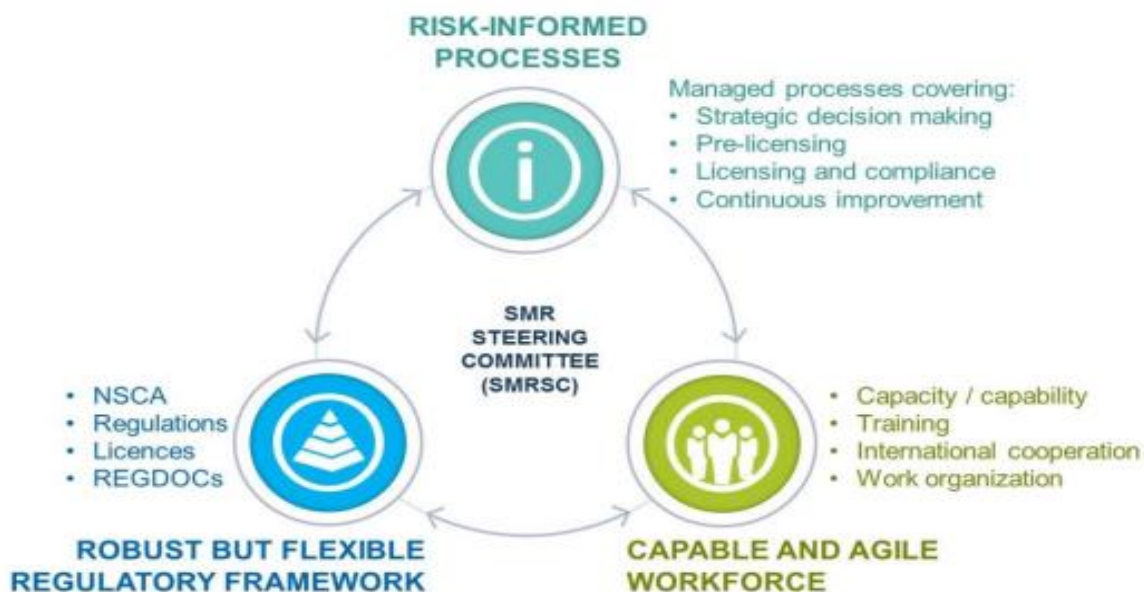 RISK-INFORMED
PROCESSES
Managed processes covering:
• Strategic decision making
• Pre-licensing
• Licensing and compliance
• Continuous improvement
i
SMR
STEERING
COMMITTEE
(SMRSC)
• NSCA
• Regulations
• Licences
• REGDOCs
• Capacity / capability
• Training
• International cooperation
• Work organization
ROBUST BUT FLEXIBLE
REGULATORY FRAMEWORK
CAPABLE AND AGILE
WORKFORCE